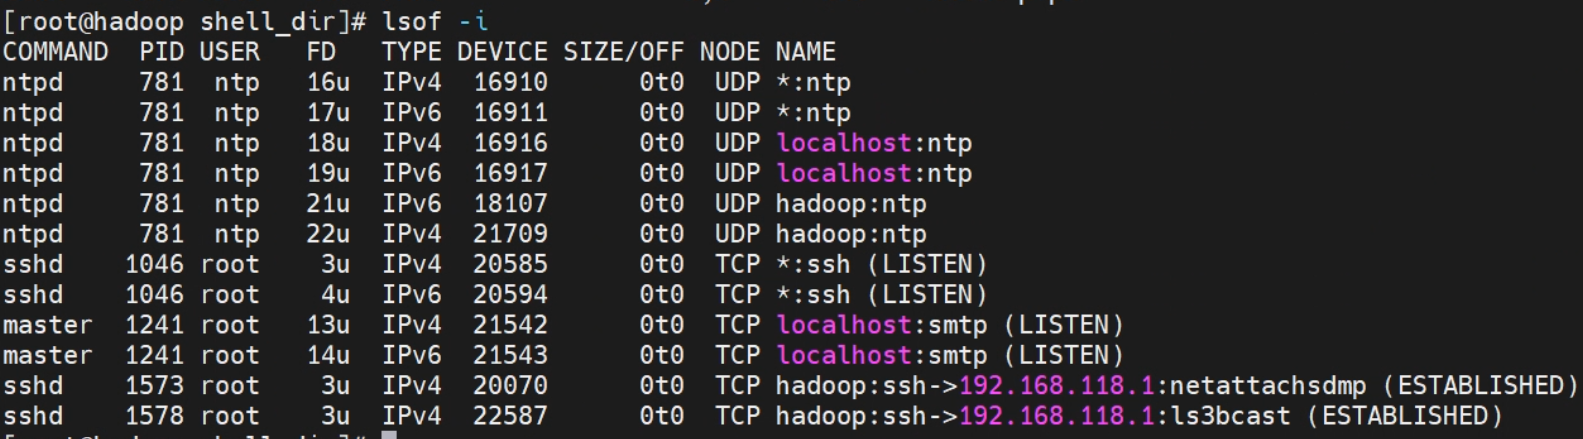 [root@hadoop shell_dir]# lsof -i
COMMAND  PID USER   FD   TYPE DEVICE SIZE/OFF NODE NAME
ntpd     781  ntp   16u  IPv4  16910      0t0  UDP *:ntp
ntpd     781  ntp   17u  IPv6  16911      0t0  UDP *:ntp
ntpd     781  ntp   18u  IPv4  16916      0t0  UDP localhost:ntp
ntpd     781  ntp   19u  IPv6  16917      0t0  UDP localhost:ntp
ntpd     781  ntp   21u  IPv6  18107      0t0  UDP hadoop:ntp
ntpd     781  ntp   22u  IPv4  21709      0t0  UDP hadoop:ntp
sshd    1046 root    3u  IPv4  20585      0t0  TCP *:ssh (LISTEN)
sshd    1046 root    4u  IPv6  20594      0t0  TCP *:ssh (LISTEN)
master  1241 root   13u  IPv4  21542      0t0  TCP localhost:smtp (LISTEN)
master  1241 root   14u  IPv6  21543      0t0  TCP localhost:smtp (LISTEN)
sshd    1573 root    3u  IPv4  20070      0t0  TCP hadoop:ssh->192.168.118.1:netattachsdmp (ESTABLISHED)
sshd    1578 root    3u  IPv4  22587      0t0  TCP hadoop:ssh->192.168.118.1:ls3bcast (ESTABLISHED)
[root@hadoop shell_dir]#